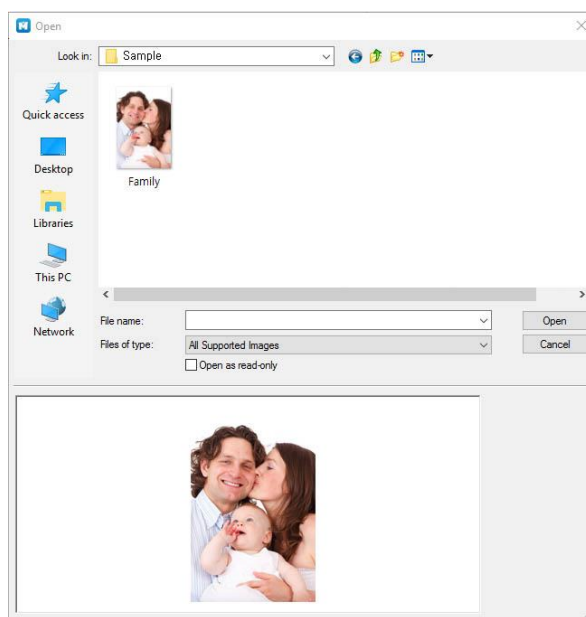 Open
Look in: Sample
Quick access
Desktop
Libraries
This PC
Network
Family
File name: Open
Files of type: All Supported Images Cancel
Open as read-only